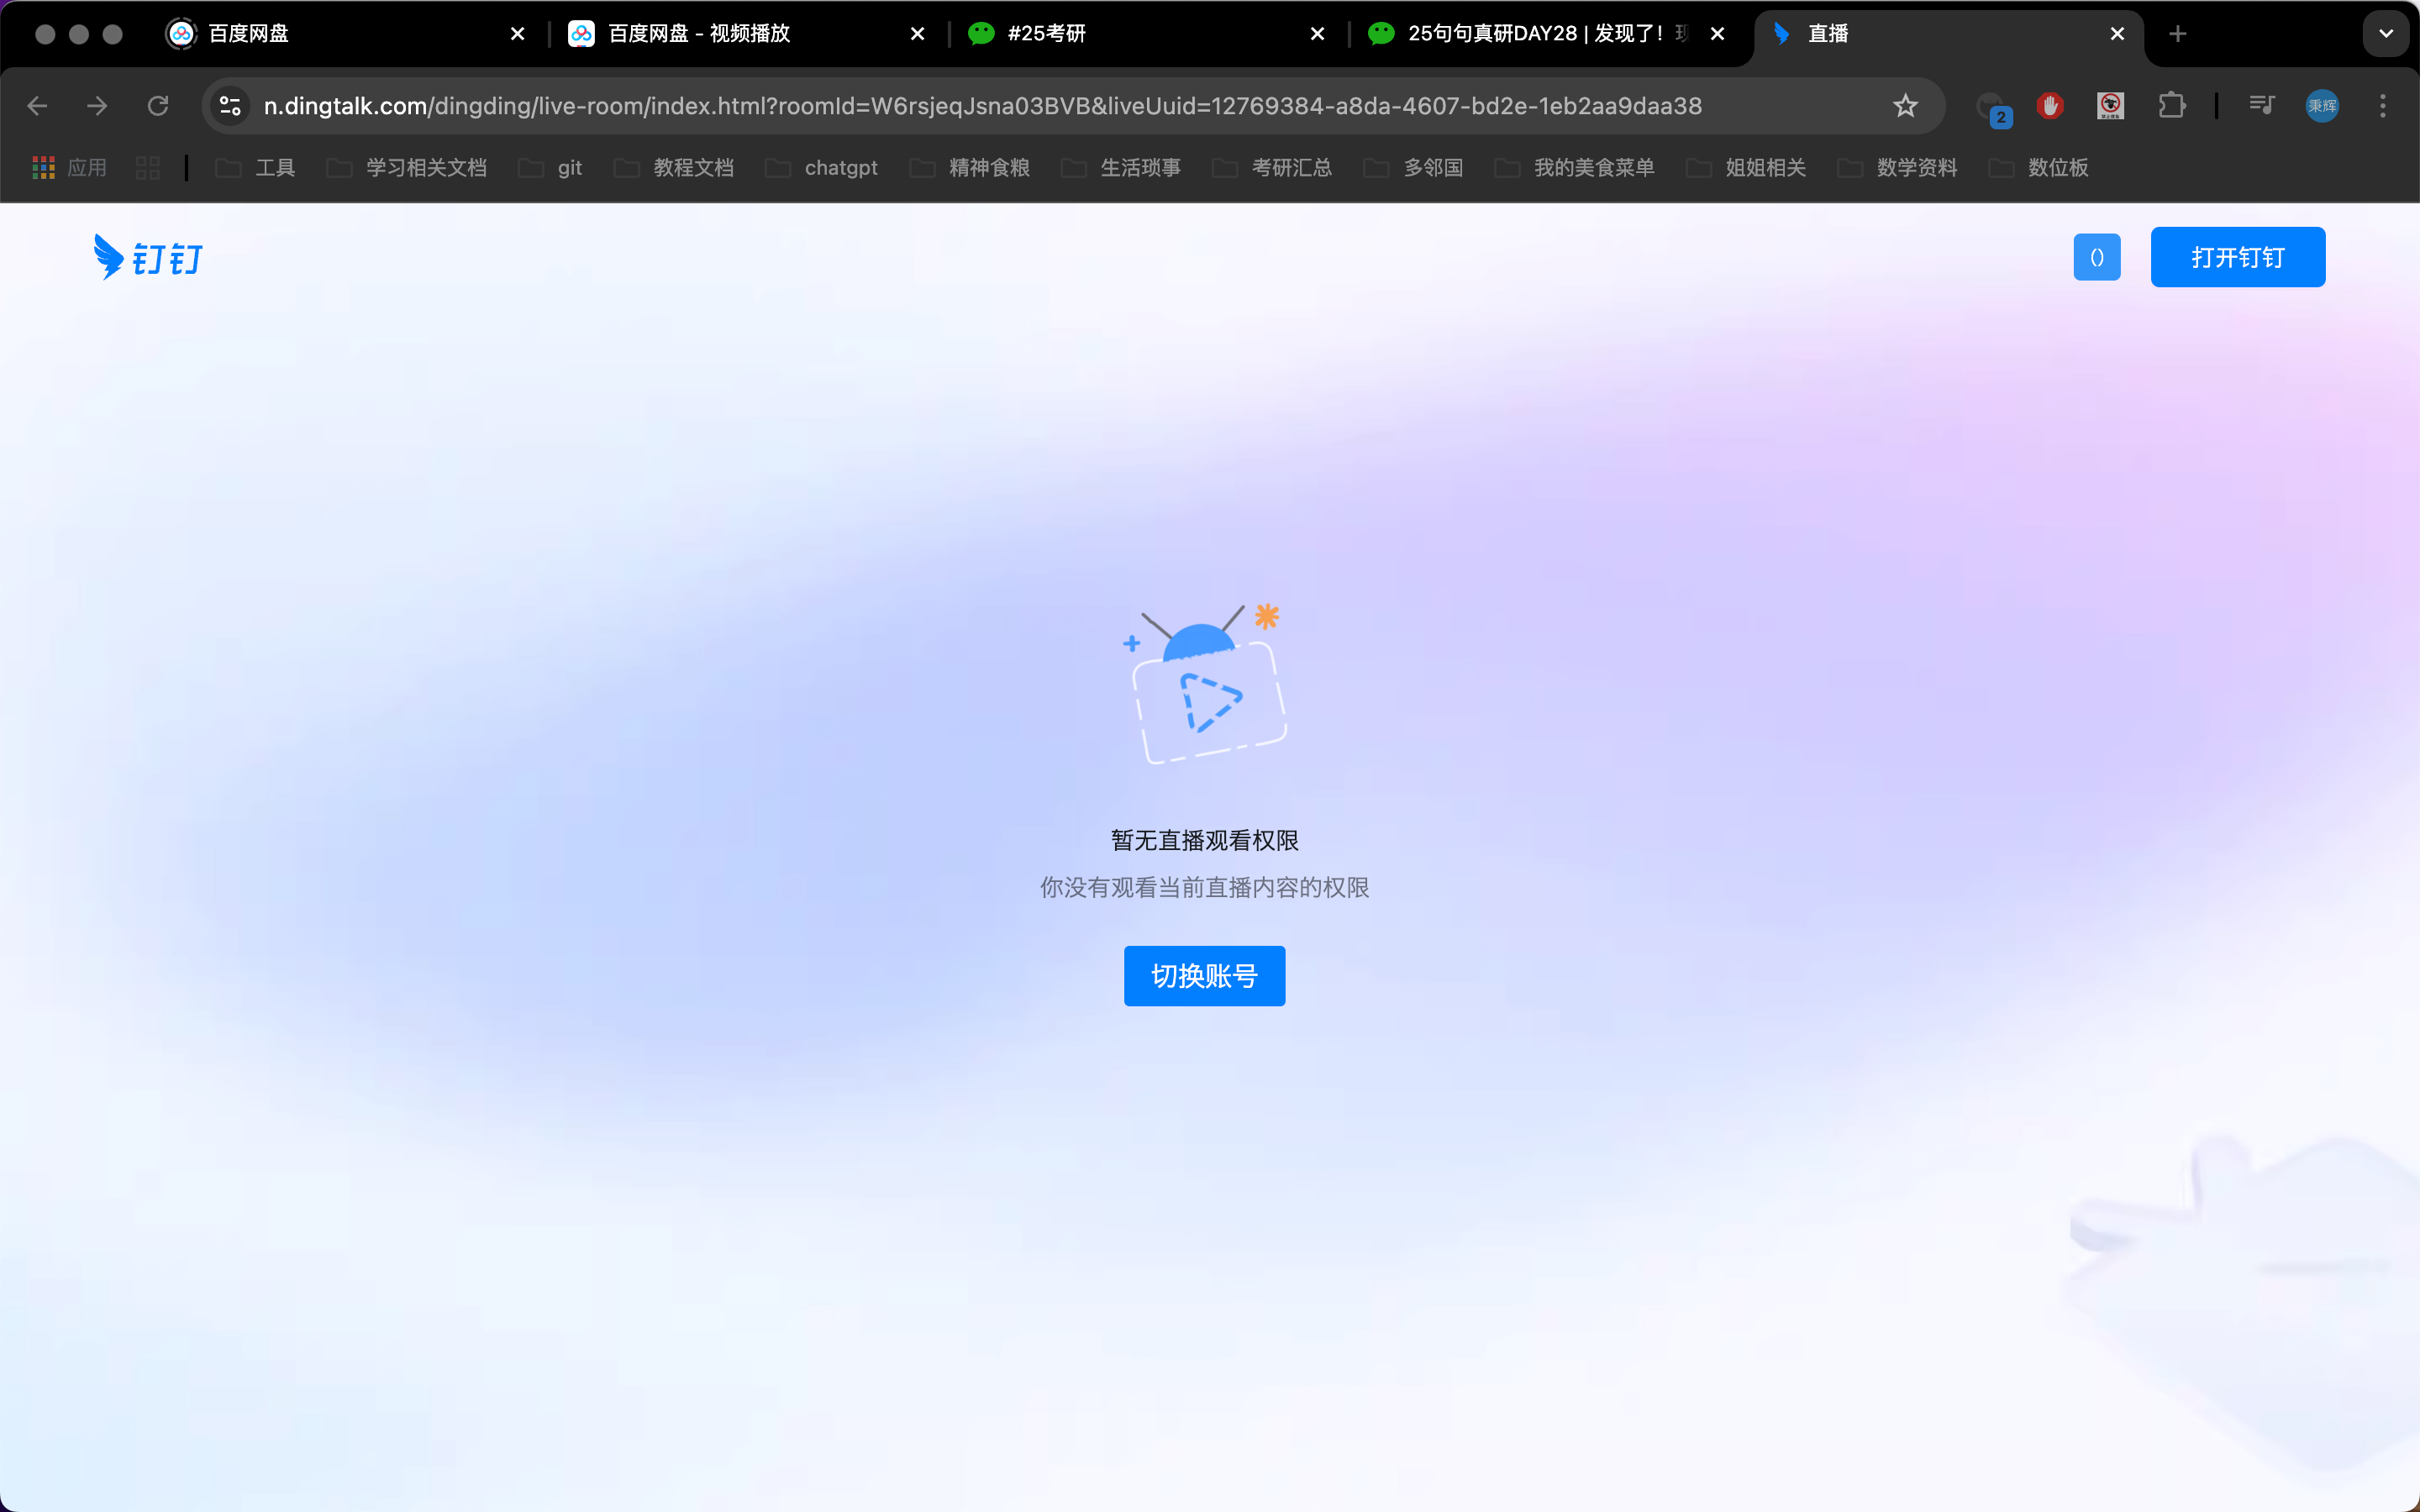 百度网盘
百度网盘 - 视频播放
#25考研
25句句真研DAY28 | 发现了！
直播
n.dingtalk.com/dingding/live-room/index.html?roomId=W6rsjeqJsna03BVB&liveUuid=12769384-a8da-4607-bd2e-1eb2aa9daa38
2
秉辉
应用
工具
学习相关文档
git
教程文档
chatgpt
精神食粮
生活琐事
考研汇总
多邻国
我的美食菜单
姐姐相关
数学资料
数位板
钉钉
()
打开钉钉
暂无直播观看权限
你没有观看当前直播内容的权限
切换账号